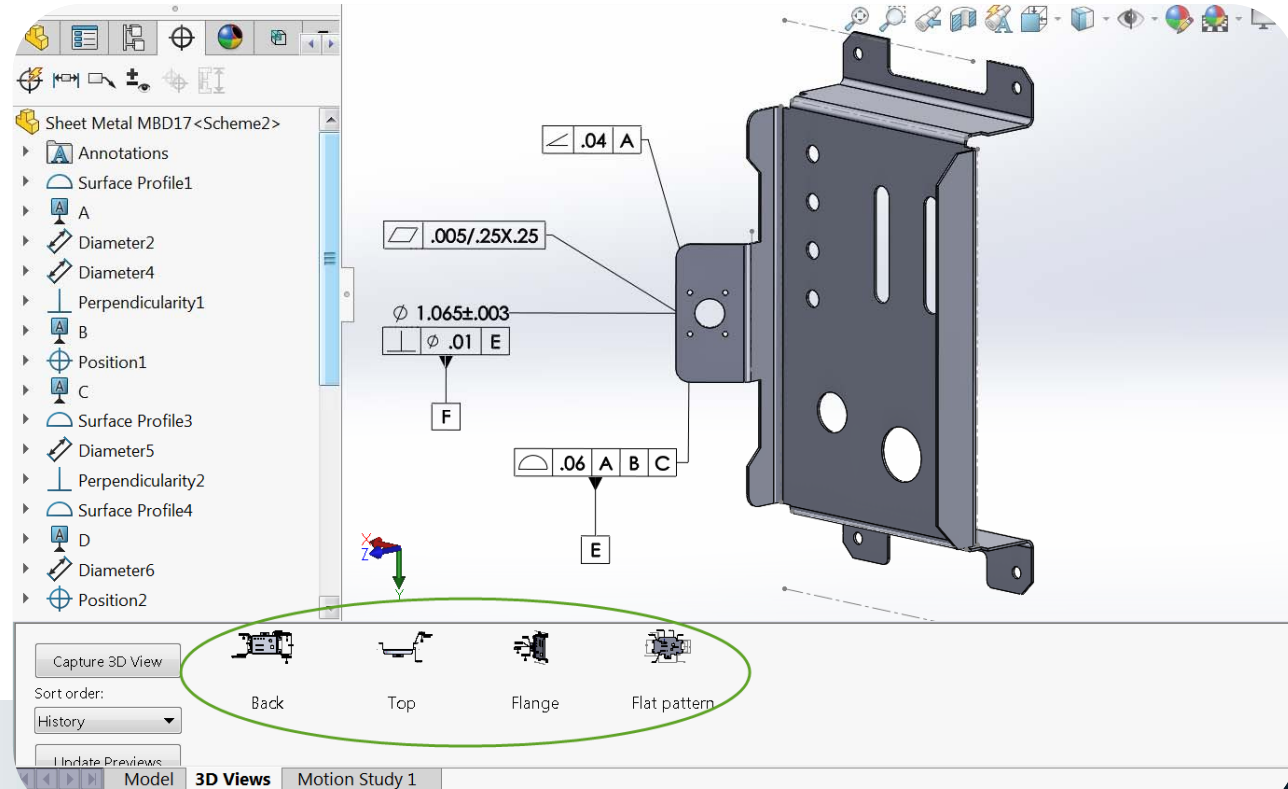 Sheet Metal MBD17<Scheme2>
Annotations
Surface Profile1
A
Diameter2
Diameter4
Perpendicularity1
B
Position1
C
Surface Profile3
Diameter5
Perpendicularity2
Surface Profile4
D
Diameter6
Position2
.04 A
.005/.25X.25
∅ 1.065±.003
∅ .01 E
F
.06 A B C
E
X
Z
Y
Capture 3D View
Sort order:
History
Update Previews
Back
Top
Flange
Flat pattern
Model
3D Views
Motion Study 1